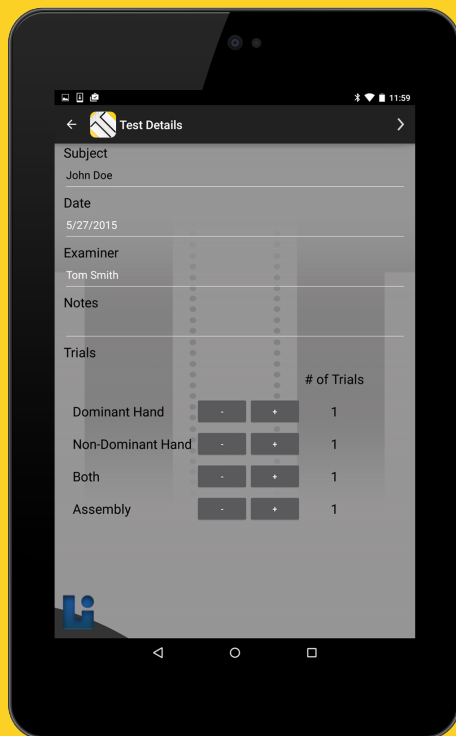 11:59
Test Details
Subject
John Doe
Date
5/27/2015
Examiner
Tom Smith
Notes
Trials
# of Trials
Dominant Hand - + 1
Non-Dominant Hand - + 1
Both - + 1
Assembly - + 1
Li